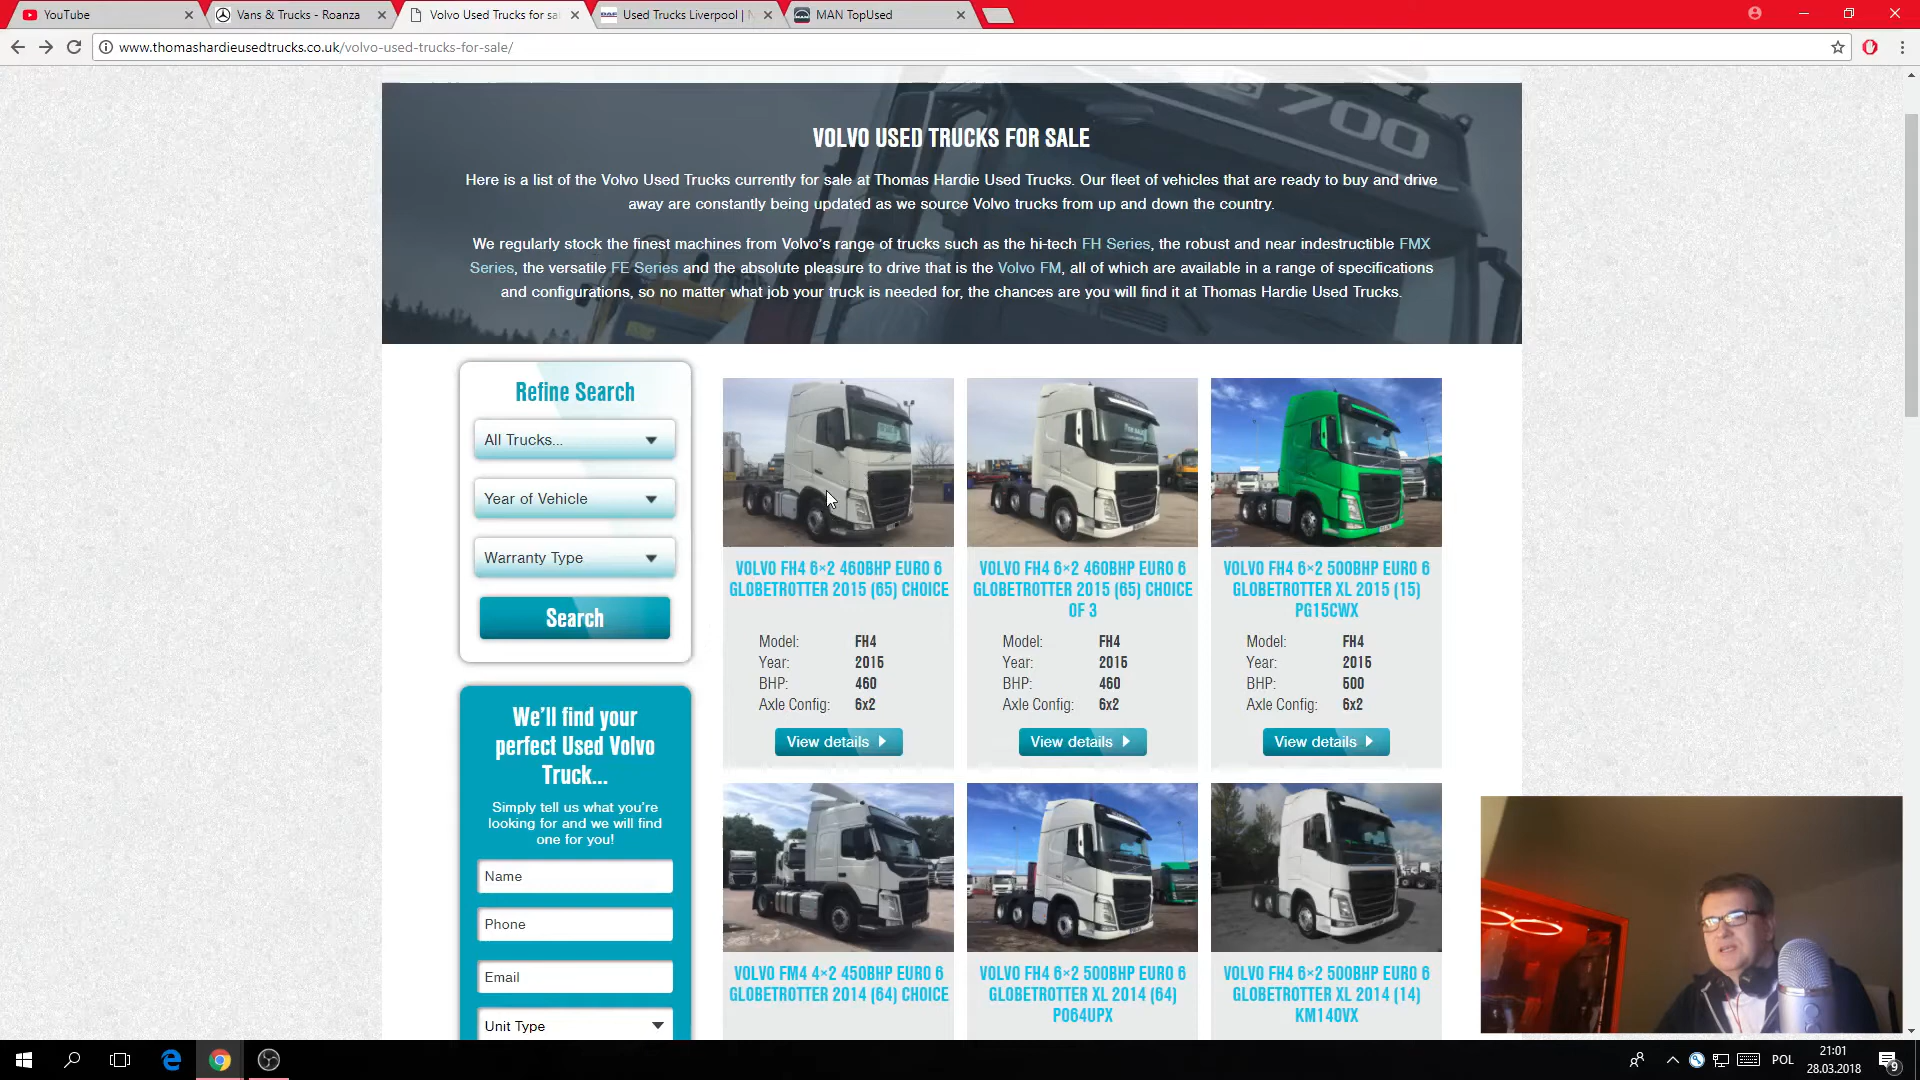 YouTube
Vans & Trucks - Roanza
Volvo Used Trucks for sa
Used Trucks Liverpool |
MAN TopUsed
www.thomashardieusedtrucks.co.uk/volvo-used-trucks-for-sale/
700
VOLVO USED TRUCKS FOR SALE
Here is a list of the Volvo Used Trucks currently for sale at Thomas Hardie Used Trucks. Our fleet of vehicles that are ready to buy and drive
away are constantly being updated as we source Volvo trucks from up and down the country.
We regularly stock the finest machines from Volvo's range of trucks such as the hi-tech FH Series, the robust and near indestructible FMX
Series, the versatile FE Series and the absolute pleasure to drive that is the Volvo FM, all of which are available in a range of specifications
and configurations, so no matter what job your truck is needed for, the chances are you will find it at Thomas Hardie Used Trucks.
Refine Search
All Trucks...
Year of Vehicle
Warranty Type
Search
We'll find your
perfect Used Volvo
Truck...
Simply tell us what you're
looking for and we will find
one for you!
Name
Phone
Email
Unit Type
VOLVO FH4 6×2 460BHP EURO 6
GLOBETROTTER 2015 (65) CHOICE
Model: FH4
Year: 2015
BHP: 460
Axle Config: 6x2
View details
VOLVO FH4 6×2 460BHP EURO 6
GLOBETROTTER 2015 (65) CHOICE
OF 3
Model: FH4
Year: 2015
BHP: 460
Axle Config: 6x2
View details
VOLVO FH4 6×2 500BHP EURO 6
GLOBETROTTER XL 2015 (15)
PG15CWX
Model: FH4
Year: 2015
BHP: 500
Axle Config: 6x2
View details
VOLVO FM4 4×2 450BHP EURO 6
GLOBETROTTER 2014 (64) CHOICE
VOLVO FH4 6×2 500BHP EURO 6
GLOBETROTTER XL 2014 (64)
PO64UPX
VOLVO FH4 6×2 500BHP EURO 6
GLOBETROTTER XL 2014 (14)
KM14OVX
POL
21:01
28.03.2018
9